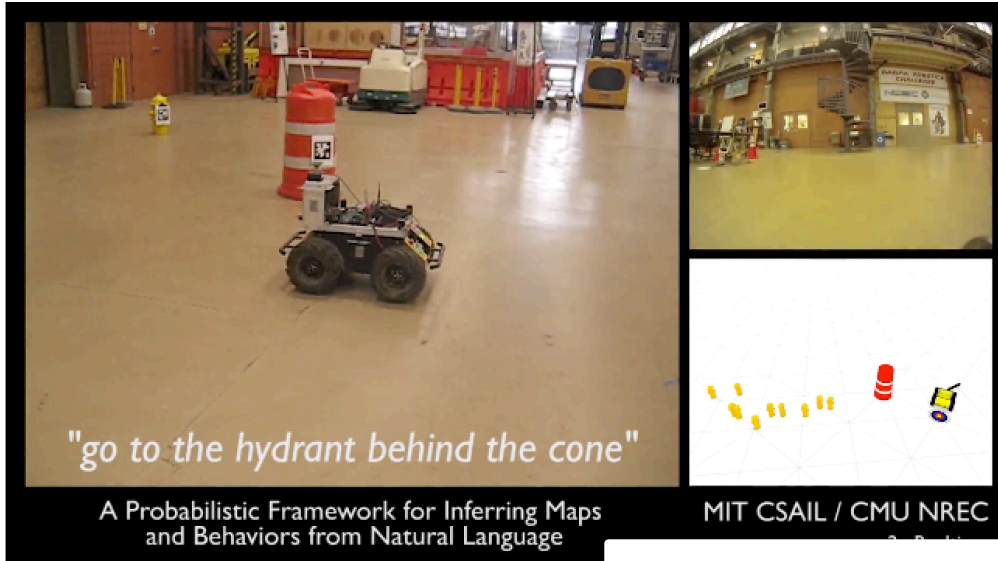 "go to the hydrant behind the cone"
A Probabilistic Framework for Inferring Maps
and Behaviors from Natural Language
DARPA ROBOTICS
CHALLENGE
MIT CSAIL / CMU NREC